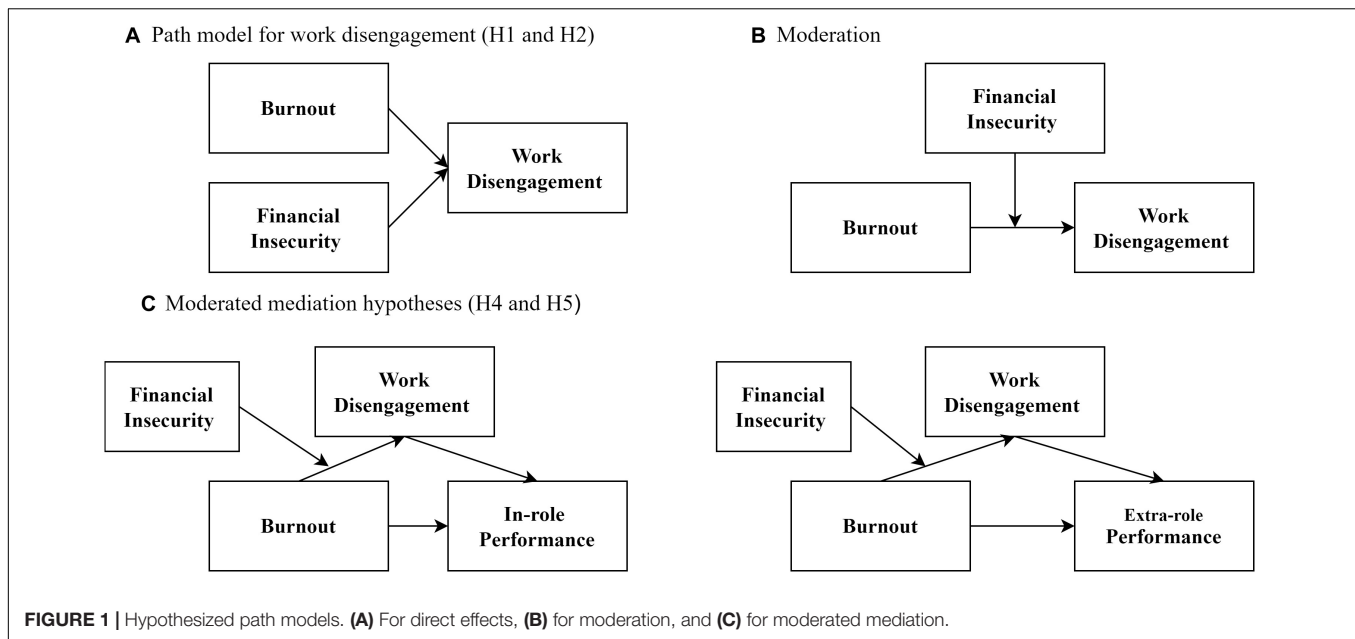 A Path model for work disengagement (H1 and H2)
Burnout
Financial
Insecurity
Work
Disengagement
B Moderation
Financial
Insecurity
Burnout
Work
Disengagement
C Moderated mediation hypotheses (H4 and H5)
Financial
Insecurity
Work
Disengagement
Burnout
In-role
Performance
Financial
Insecurity
Work
Disengagement
Burnout
Extra-role
Performance
FIGURE 1 | Hypothesized path models. (A) For direct effects, (B) for moderation, and (C) for moderated mediation.